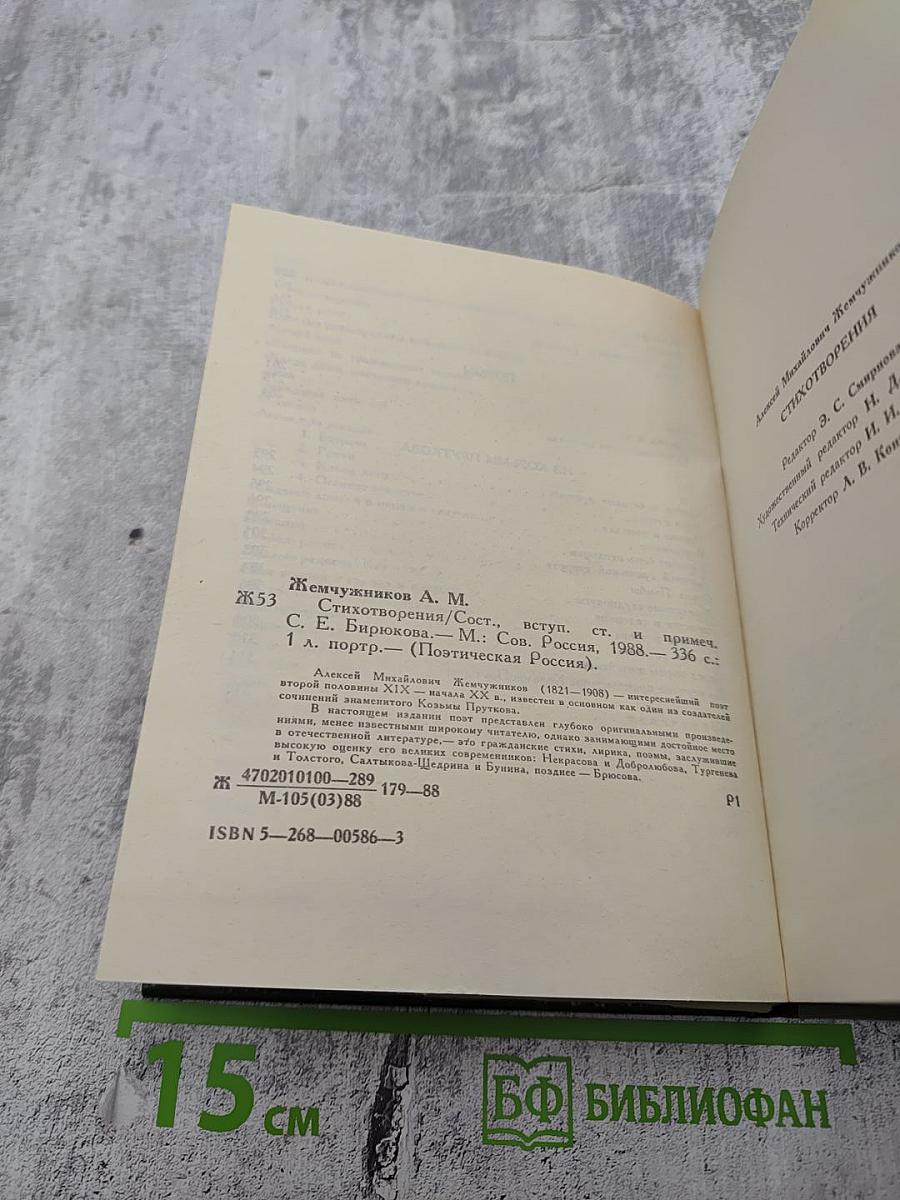 Жемчужников А. М.
Ж53 Стихотворения/Сост., вступ. ст. и примеч.
С. Е. Бирюкова.— М.: Сов. Россия, 1988.— 336 с.:
1 л. портр.— (Поэтическая Россия).
Алексей Михайлович Жемчужников (1821—1908) — интереснейший поэт
второй половины XIX — начала XX в., известен в основном как один из создателей
сочинений знаменитого Козьмы Пруткова.
В настоящем издании поэт представлен глубоко оригинальными произведе-
ниями, менее известными широкому читателю, однако занимающими достойное место
в отечественной литературе,— это гражданские стихи, лирика, поэмы, заслужившие
высокую оценку его великих современников: Некрасова и Добролюбова, Тургенева
и Толстого, Салтыкова-Щедрина и Бунина, позднее — Брюсова.
Ж 4702010100—289
М-105(03)88 179—88
Р1
ISBN 5—268—00586—3
Алексей Михайлович Жемчужнико
СТИХОТВОРЕНИЯ
Редактор Э. С. Смирнова
Художественный редактор Н. Д
Технический редактор И. И.
Корректор Л. В. Кон
15 см
БФ БИБЛИОФАН